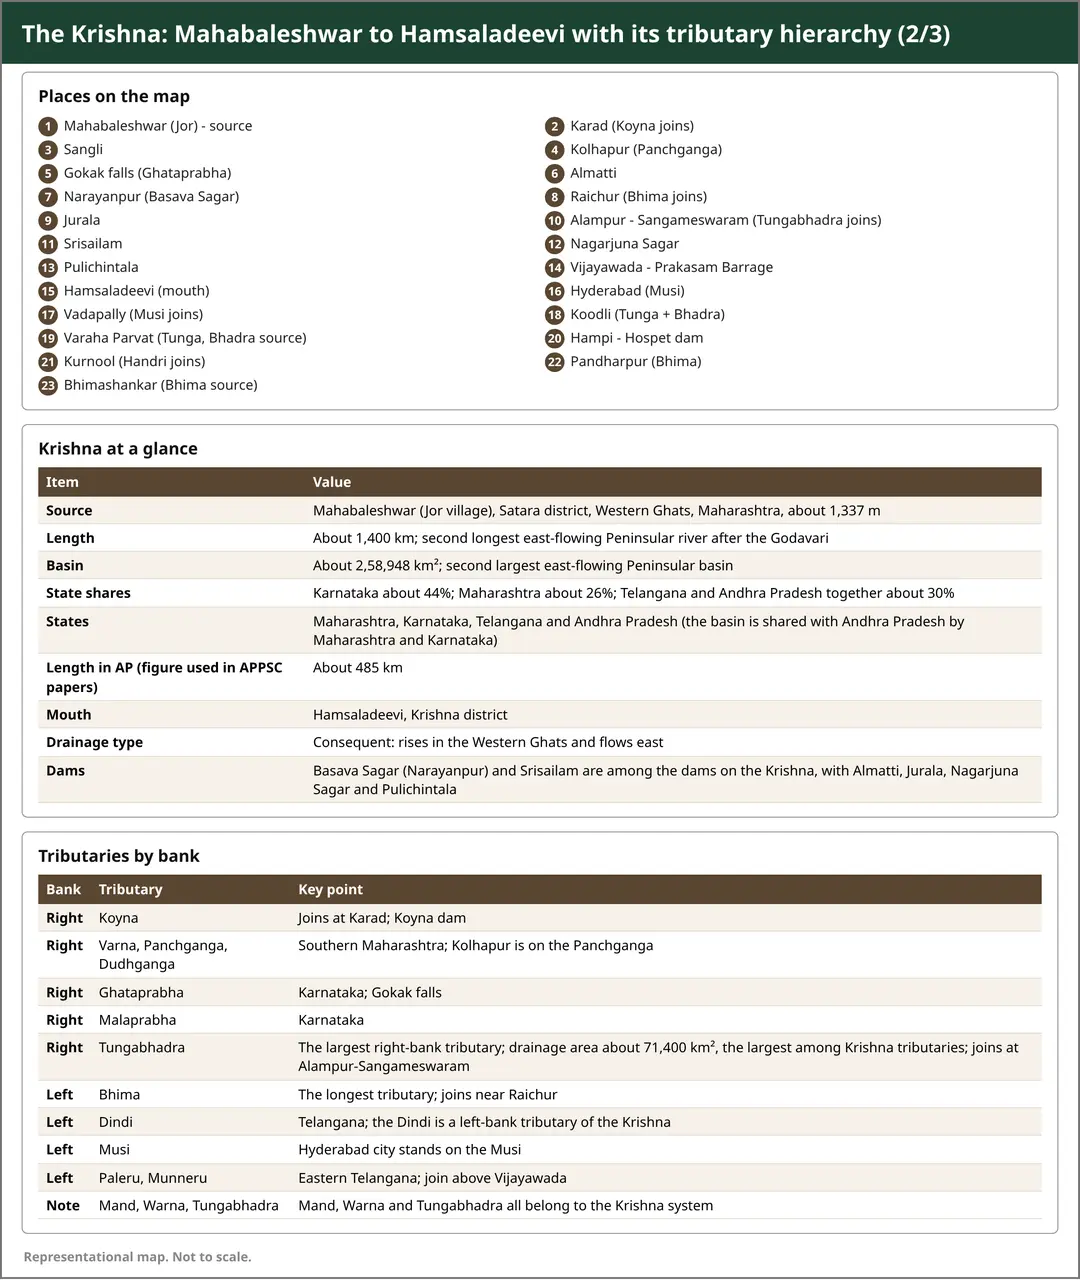 The Krishna: Mahabaleshwar to Hamsaladeevi with its tributary hierarchy (2/3)
Places on the map
1 Mahabaleshwar (Jor) - source
2 Karad (Koyna joins)
3 Sangli
4 Kolhapur (Panchganga)
5 Gokak falls (Ghataprabha)
6 Almatti
7 Narayanpur (Basava Sagar)
8 Raichur (Bhima joins)
9 Jurala
10 Alampur - Sangameswaram (Tungabhadra joins)
11 Srisailam
12 Nagarjuna Sagar
13 Pulichintala
14 Vijayawada - Prakasam Barrage
15 Hamsaladeevi (mouth)
16 Hyderabad (Musi)
17 Vadapally (Musi joins)
18 Koodli (Tunga + Bhadra)
19 Varaha Parvat (Tunga, Bhadra source)
20 Hampi - Hospet dam
21 Kurnool (Handri joins)
22 Pandharpur (Bhima)
23 Bhimashankar (Bhima source)
Krishna at a glance
Item Value
Source Mahabaleshwar (Jor village), Satara district, Western Ghats, Maharashtra, about 1,337 m
Length About 1,400 km; second longest east-flowing Peninsular river after the Godavari
Basin About 2,58,948 km²; second largest east-flowing Peninsular basin
State shares Karnataka about 44%; Maharashtra about 26%; Telangana and Andhra Pradesh together about 30%
States Maharashtra, Karnataka, Telangana and Andhra Pradesh (the basin is shared with Andhra Pradesh by
Maharashtra and Karnataka)
Length in AP (figure used in APPSC About 485 km
papers)
Mouth Hamsaladeevi, Krishna district
Drainage type Consequent: rises in the Western Ghats and flows east
Dams Basava Sagar (Narayanpur) and Srisailam are among the dams on the Krishna, with Almatti, Jurala, Nagarjuna
Sagar and Pulichintala
Tributaries by bank
Bank Tributary Key point
Right Koyna Joins at Karad; Koyna dam
Right Varna, Panchganga, Southern Maharashtra; Kolhapur is on the Panchganga
Dudhganga
Right Ghataprabha Karnataka; Gokak falls
Right Malaprabha Karnataka
Right Tungabhadra The largest right-bank tributary; drainage area about 71,400 km², the largest among Krishna tributaries; joins at
Alampur-Sangameswaram
Left Bhima The longest tributary; joins near Raichur
Left Dindi Telangana; the Dindi is a left-bank tributary of the Krishna
Left Musi Hyderabad city stands on the Musi
Left Paleru, Munneru Eastern Telangana; join above Vijayawada
Note Mand, Warna, Tungabhadra Mand, Warna and Tungabhadra all belong to the Krishna system
Representational map. Not to scale.